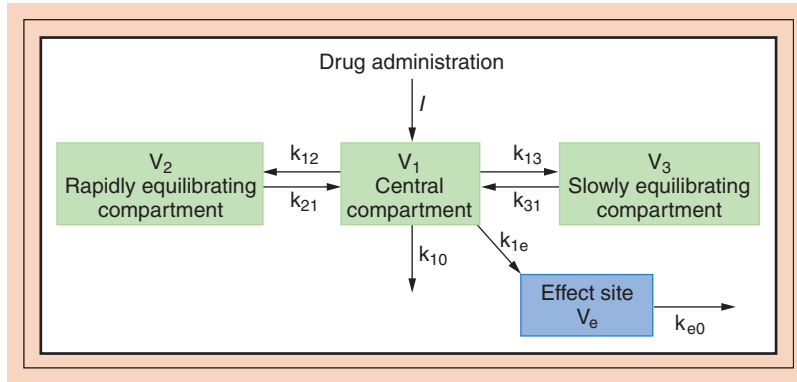 Drug administration
I
V2
Rapidly equilibrating
compartment
k12
k21
V1
Central
compartment
k13
k31
V3
Slowly equilibrating
compartment
k10
k1e
Effect site
Ve
ke0